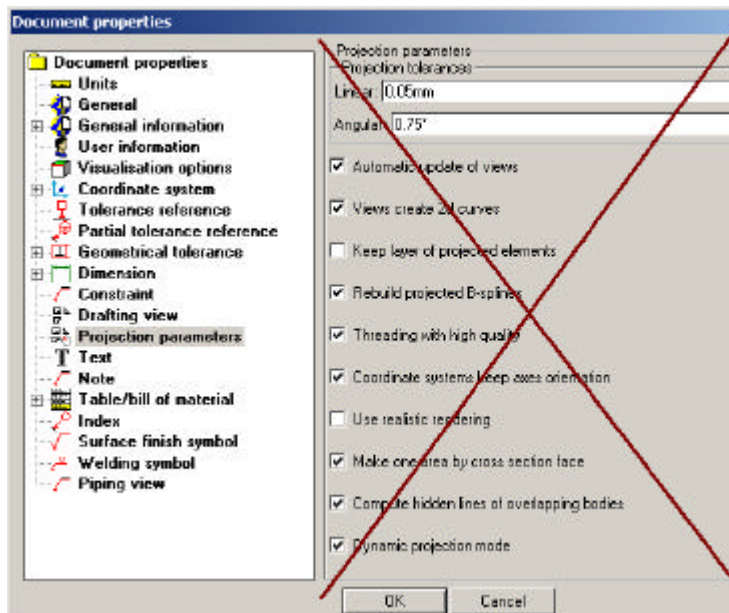 Document properties
Document properties
Units
General
General information
User information
Visualisation options
Coordinate system
Tolerance reference
Partial tolerance reference
Geometrical tolerance
Dimension
Constraint
Drafting view
Projection parameters
Text
Note
Table/bill of material
Index
Surface finish symbol
Welding symbol
Piping view
Projection parameters
Projection tolerances
Linear: 0.05mm
Angular: 0.75°
Automatic update of views
Views create 2d curves
Keep layer of projected elements
Rebuild projected B-splines
Threading with high quality
Coordinate systems keep axes orientation
Use realistic rendering
Make one area by cross section face
Compute hidden lines of overlapping bodies
Dynamic projection mode
OK Cancel